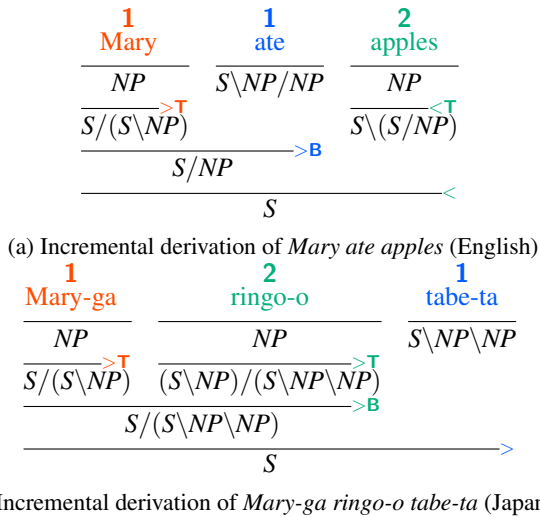 1 1 2
Mary ate apples
NP S\NP/NP NP
>T <T
S/(S\NP) S\(S/NP)
>B
S/NP
<
S
(a) Incremental derivation of Mary ate apples (English)
1 2 1
Mary-ga ringo-o tabe-ta
NP NP S\NP\NP
>T >T
S/(S\NP) (S\NP)/(S\NP\NP)
>B
S/(S\NP\NP)
>
S
Incremental derivation of Mary-ga ringo-o tabe-ta (Japan